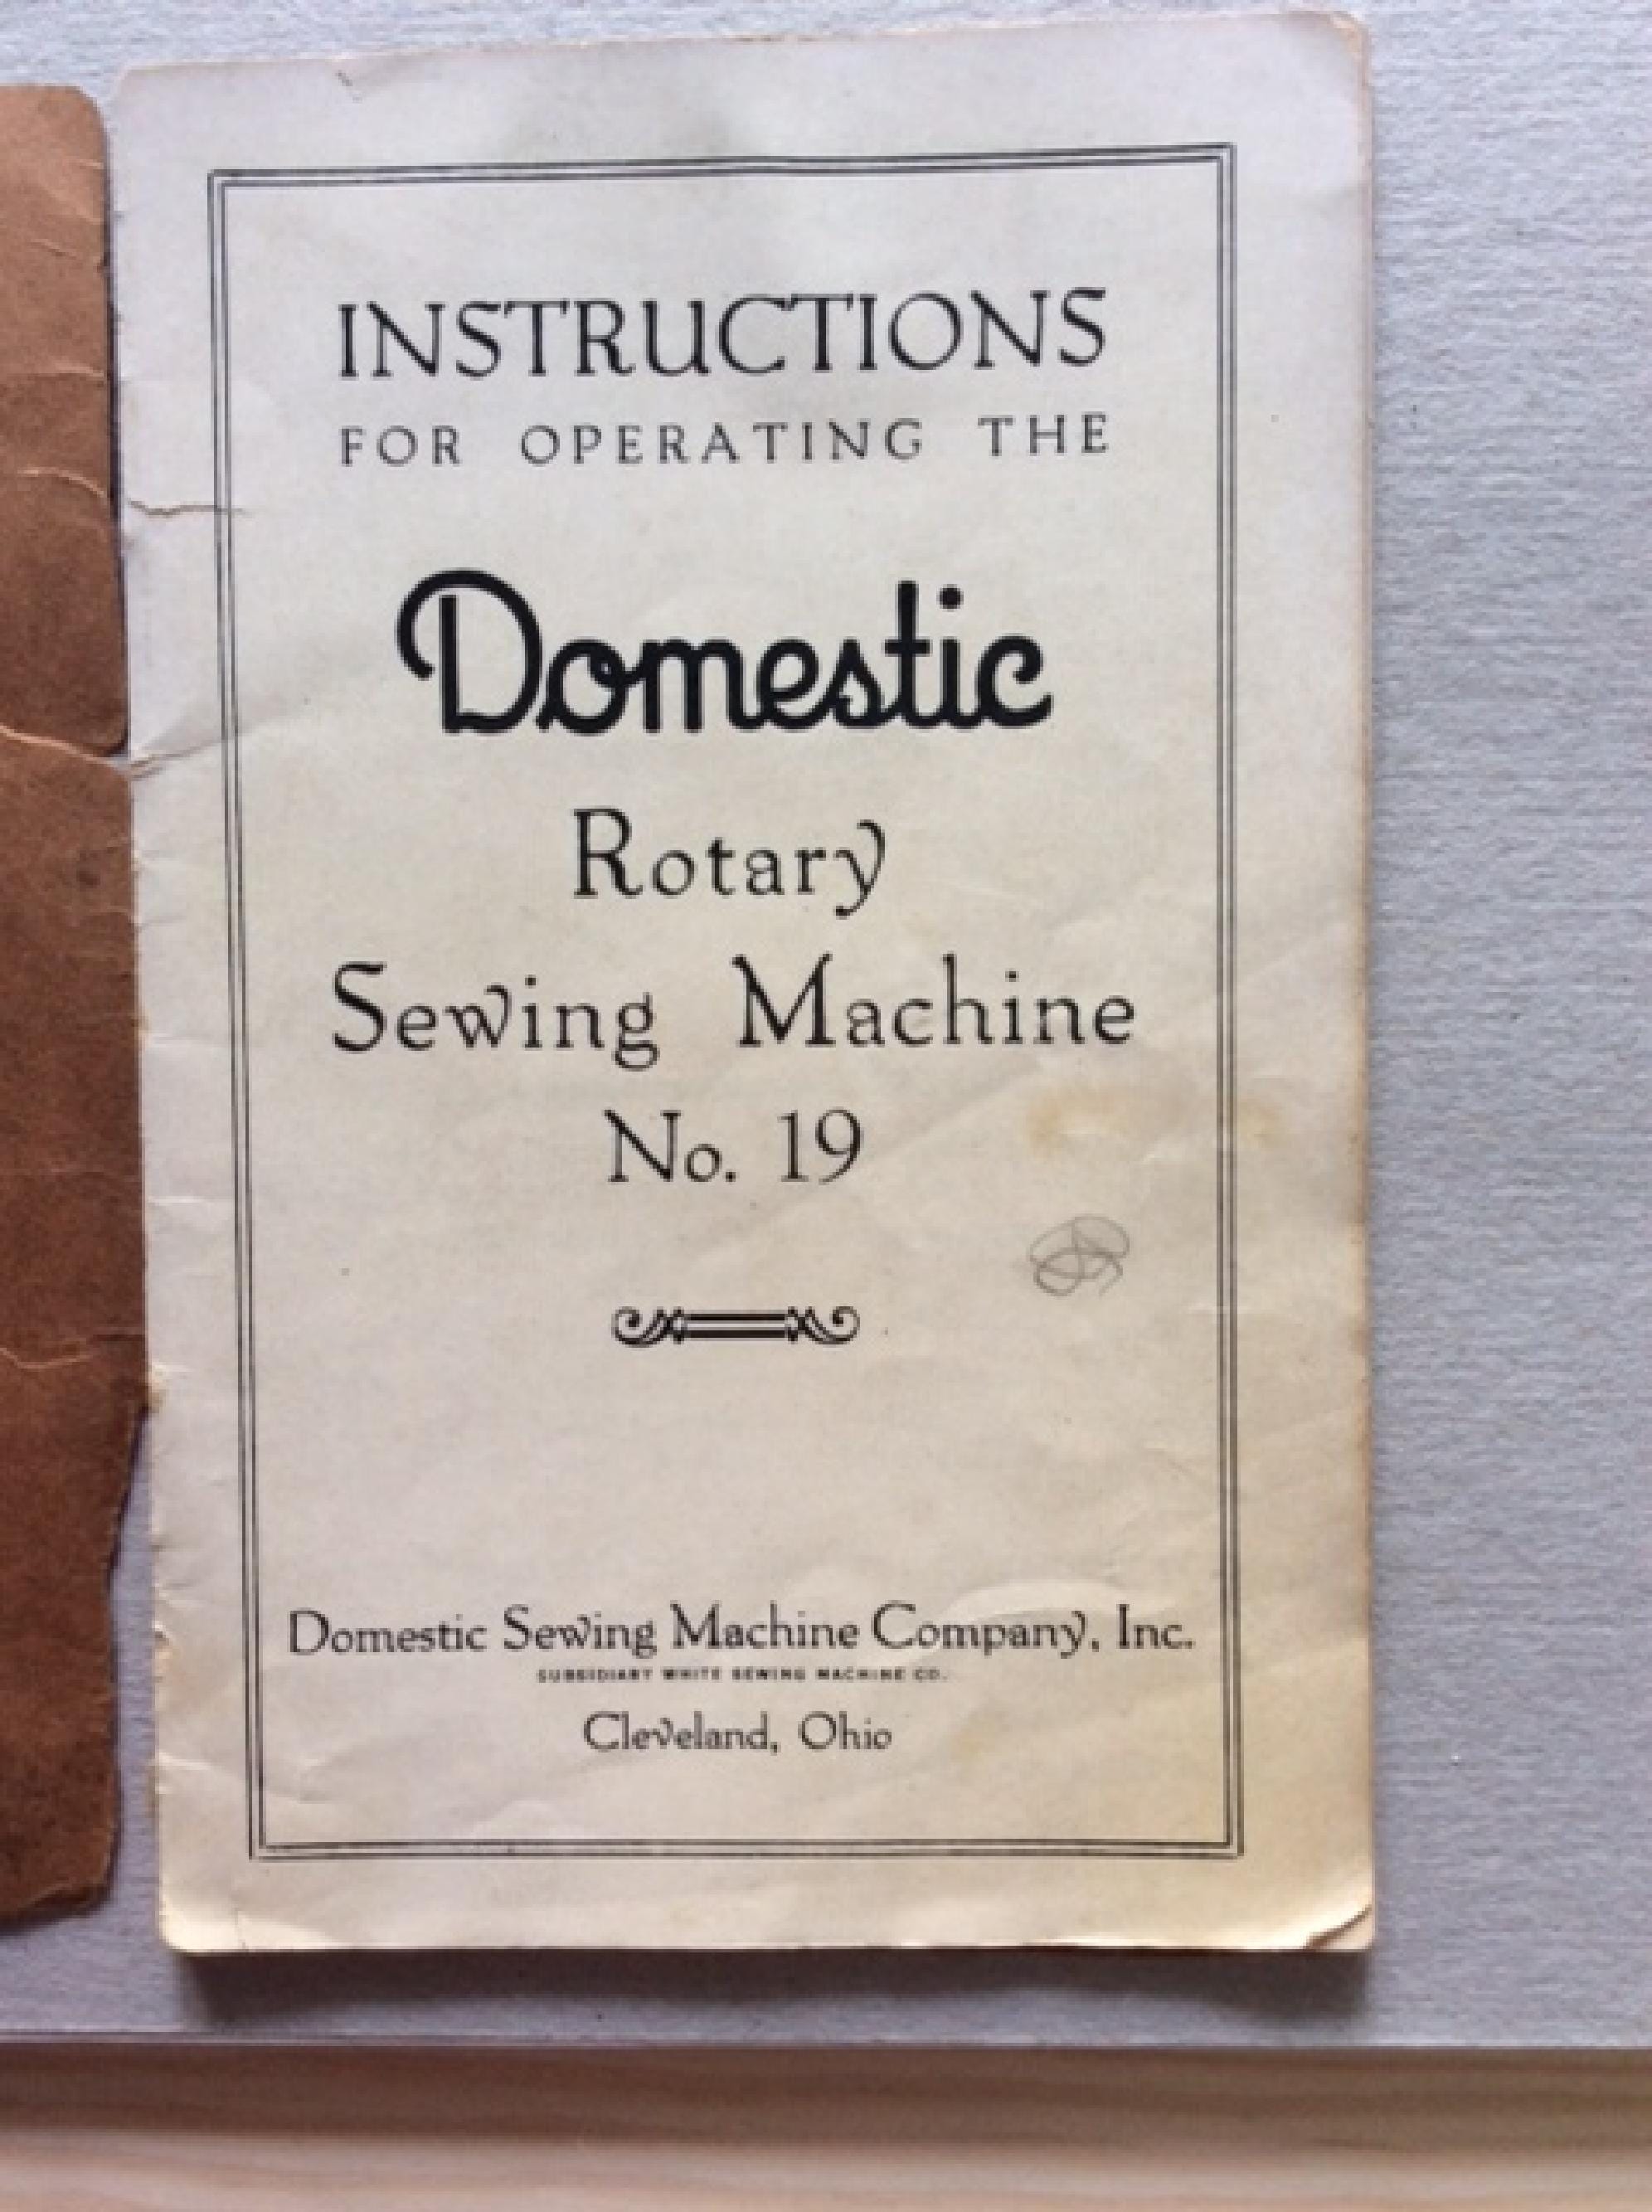 INSTRUCTIONS
FOR OPERATING THE
Domestic
Rotary
Sewing Machine
No. 19
Domestic Sewing Machine Company, Inc.
SUBSIDIARY WHITE SEWING MACHINE CO.
Cleveland, Ohio